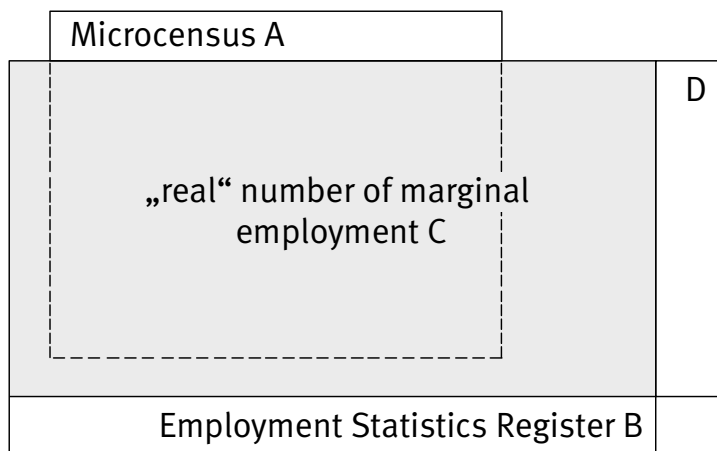 Microcensus A
D
„real“ number of marginal
employment C
Employment Statistics Register B